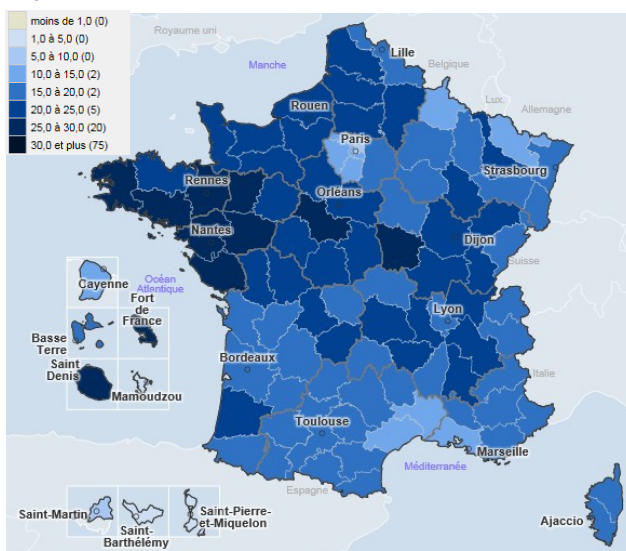 moins de 1,0 (0)
1,0 à 5,0 (0)
5,0 à 10,0 (0)
10,0 à 15,0 (2)
15,0 à 20,0 (2)
20,0 à 25,0 (5)
25,0 à 30,0 (20)
30,0 et plus (75)
Royaume uni
Manche
Lille
Belgique
Rouen
Lux.
Allemagne
Paris
Strasbourg
Rennes
Orléans
Nantes
Dijon
Suisse
Cayenne
Océan
Atlantique
Fort
de
France
Basse
Terre
Lyon
Saint
Denis
Mamoudzou
Bordeaux
Italie
Toulouse
Marseille
Méditerranée
Espagne
Saint-Martin
Saint-
Barthélémy
Saint-Pierre-
et-Miquelon
Ajaccio